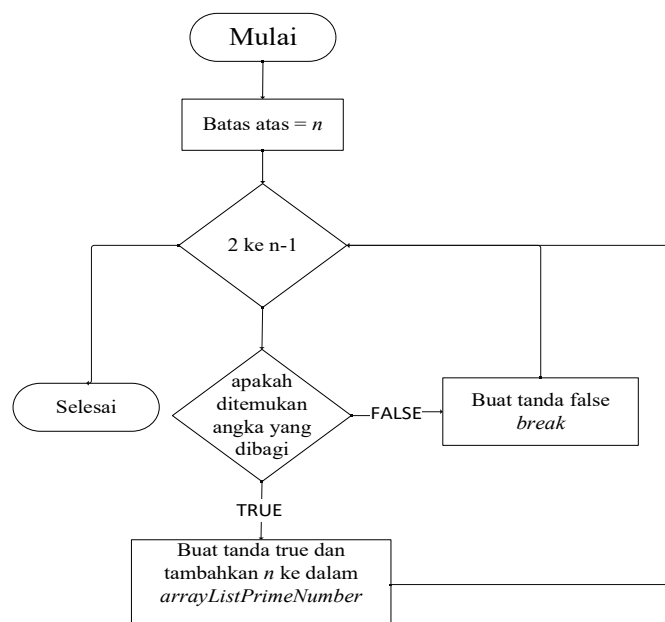 Mulai
Batas atas = n
2 ke n-1
Selesai
apakah
ditemukan
angka yang
dibagi
FALSE
Buat tanda false
break
TRUE
Buat tanda true dan
tambahkan n ke dalam
arrayListPrimeNumber